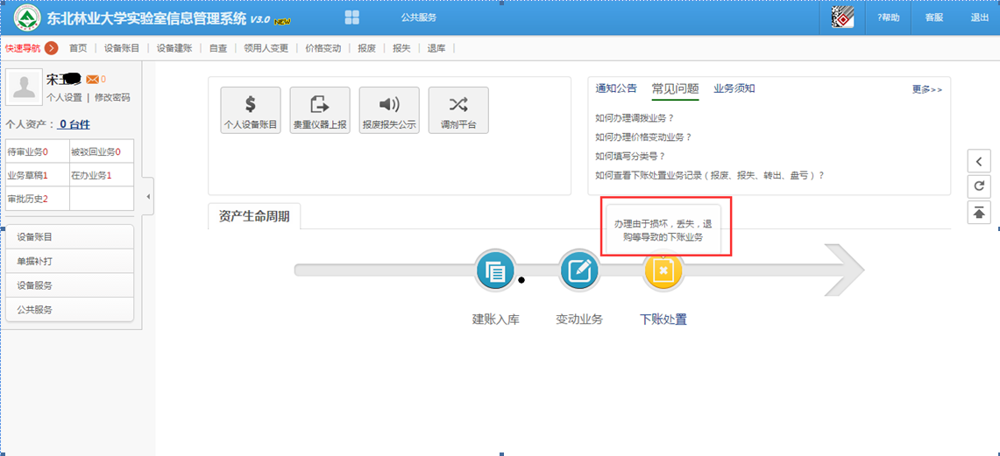 东北林业大学实验室信息管理系统 V3.0 NEW
公共服务
?帮助
客服
退出
快速导航
首页
设备账目
设备建账
自查
领用人变更
价格变动
报废
报失
退库
宋
0
个人设置 | 修改密码
个人资产： 0 台件
待审业务0
被驳回业务0
业务草稿1
在办业务1
审批历史2
设备账目
单据补打
设备服务
公共服务
个人设备账目
贵重仪器上报
报废报失公示
调剂平台
通知公告
常见问题
业务须知
更多>>
如何办理调拨业务？
如何办理价格变动业务？
如何填写分类号？
如何查看下账处置业务记录（报废、报失、转出、盘亏）？
资产生命周期
办理由于损坏，丢失，退
购等导致的下账业务
建账入库
变动业务
下账处置